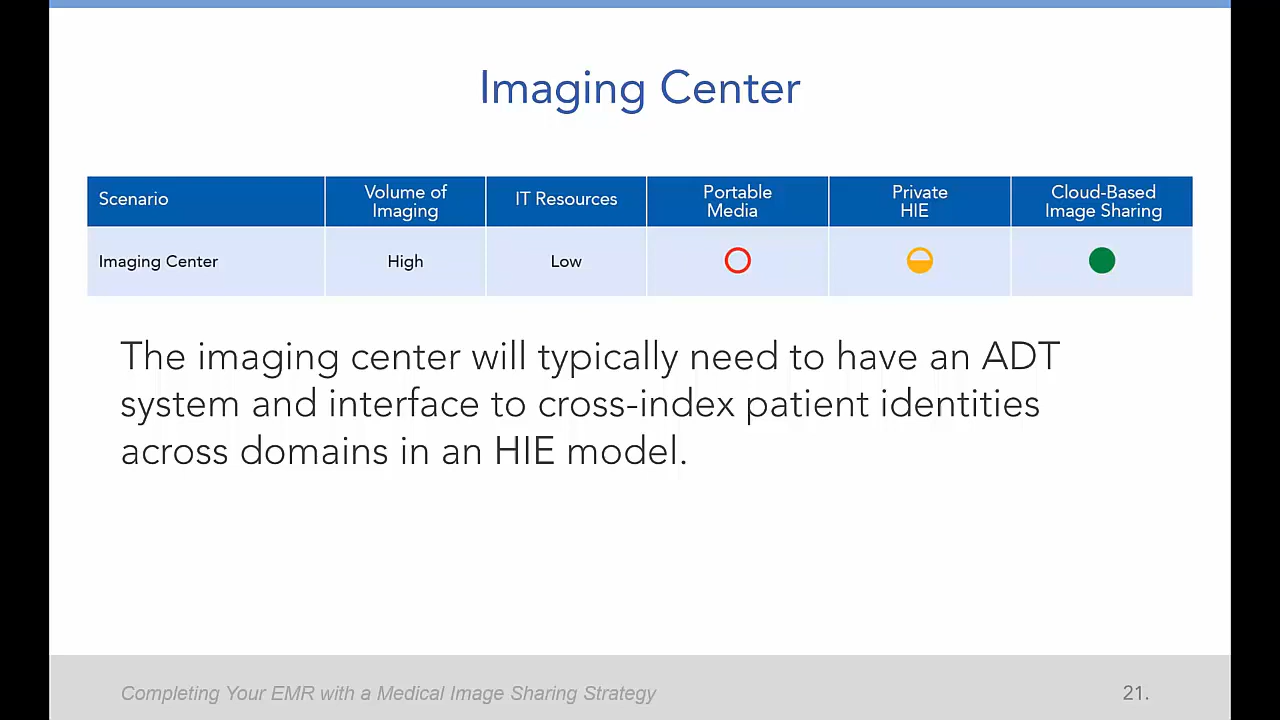 Imaging Center
Scenario
Volume of
Imaging
IT Resources
Portable
Media
Private
HIE
Cloud-Based
Image Sharing
Imaging Center
High
Low
The imaging center will typically need to have an ADT
system and interface to cross-index patient identities
across domains in an HIE model.
Completing Your EMR with a Medical Image Sharing Strategy
21.